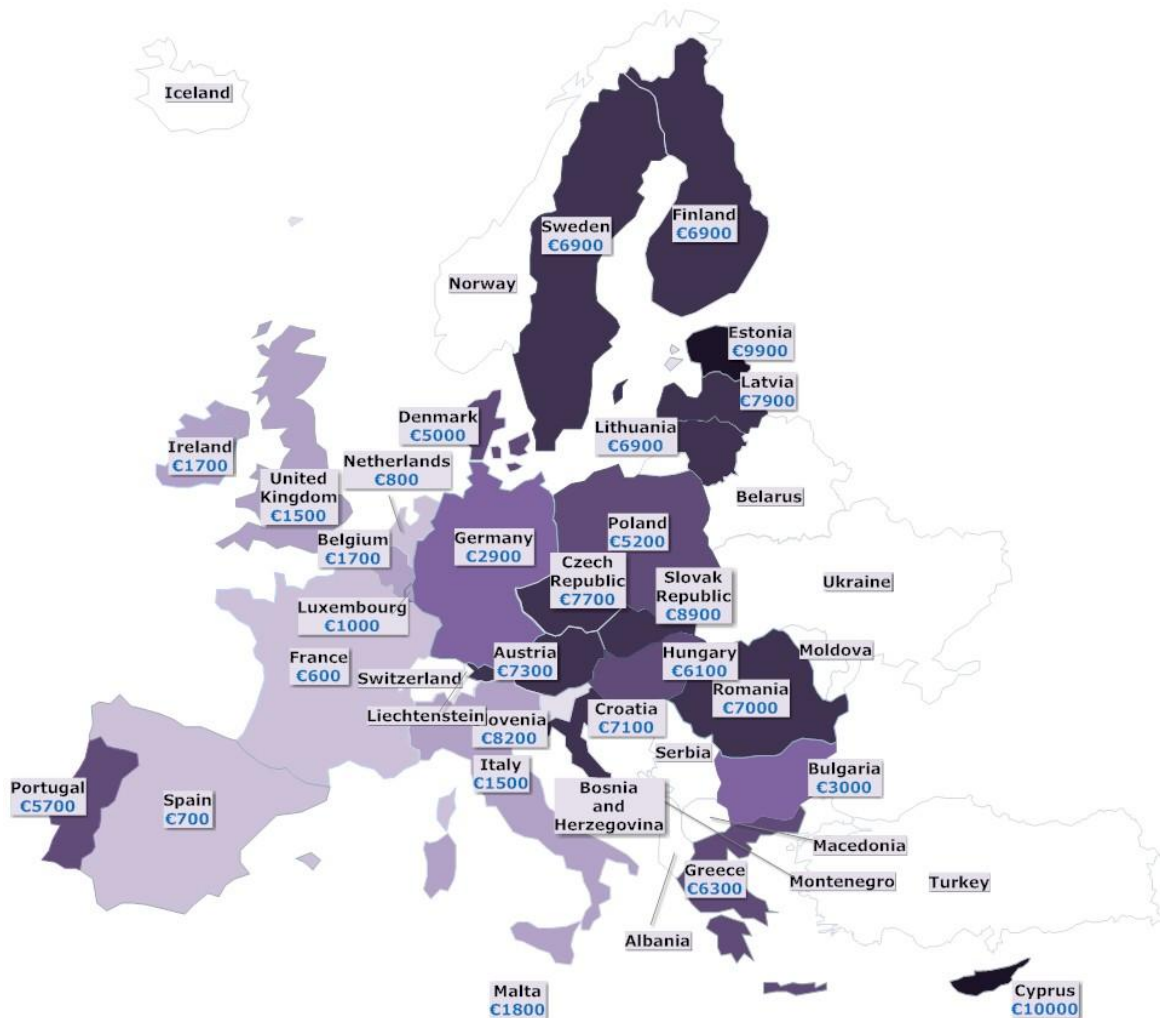 Iceland
Sweden
€6900
Finland
€6900
Norway
Estonia
€9900
Latvia
€7900
Denmark
€5000
Lithuania
€6900
Ireland
€1700
Netherlands
€800
United
Kingdom
€1500
Belarus
Poland
€5200
Belgium
€1700
Germany
€2900
Czech
Republic
€7700
Slovak
Republic
€8900
Ukraine
Luxembourg
€1000
Austria
€7300
Hungary
€6100
Moldova
France
€600
Switzerland
Romania
€7000
Liechtenstein
lovenia
€8200
Croatia
€7100
Serbia
Italy
€1500
Bulgaria
€3000
Portugal
€5700
Spain
€700
Bosnia
and
Herzegovina
Macedonia
Greece
€6300
Montenegro
Turkey
Albania
Malta
€1800
Cyprus
€10000